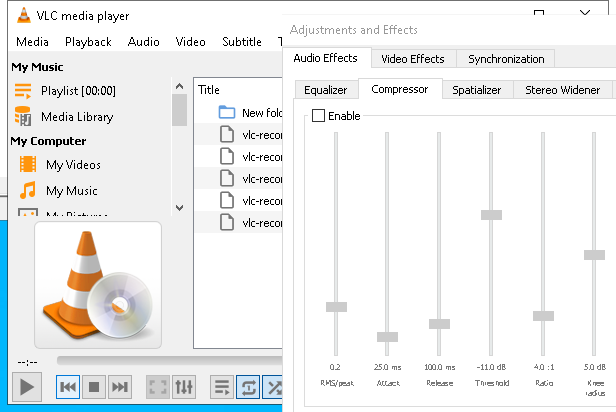 VLC media player
Media Playback Audio Video Subtitle T
My Music
Playlist [00:00]
Media Library
My Computer
My Videos
My Music
My Pictures
Title
New fold
vlc-recor
vlc-recor
vlc-recor
vlc-recor
vlc-recor
--:--
Adjustments and Effects
Audio Effects Video Effects Synchronization
Equalizer Compressor Spatializer Stereo Widener
Enable
0.2 25.0 ms 100.0 ms -11.0 dB 4.0 :1 5.0 dB
RMS/peak Attack Release Threshold Ratio Knee
radius